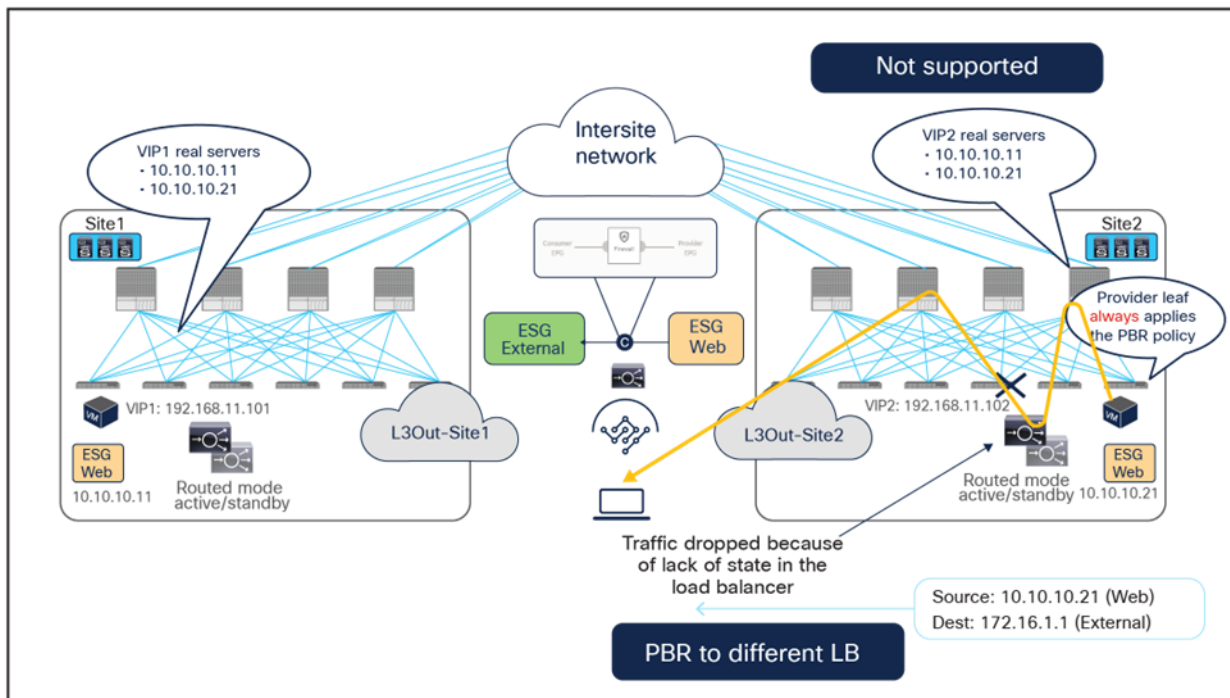 Not supported
VIP1 real servers
• 10.10.10.11
• 10.10.10.21
Intersite
network
VIP2 real servers
• 10.10.10.11
• 10.10.10.21
Site1
Site2
Consumer
EPG
Firewall
Provider
EPG
Provider leaf
always applies
the PBR policy
ESG
External
C
ESG
Web
VM
VIP1: 192.168.11.101
L3Out-Site1
VIP2: 192.168.11.102
L3Out-Site2
VM
ESG
Web
10.10.10.11
Routed mode
active/standby
Routed mode
active/standby
ESG
Web
10.10.10.21
Traffic dropped because
of lack of state in the
load balancer
Source: 10.10.10.21 (Web)
Dest: 172.16.1.1 (External)
PBR to different LB